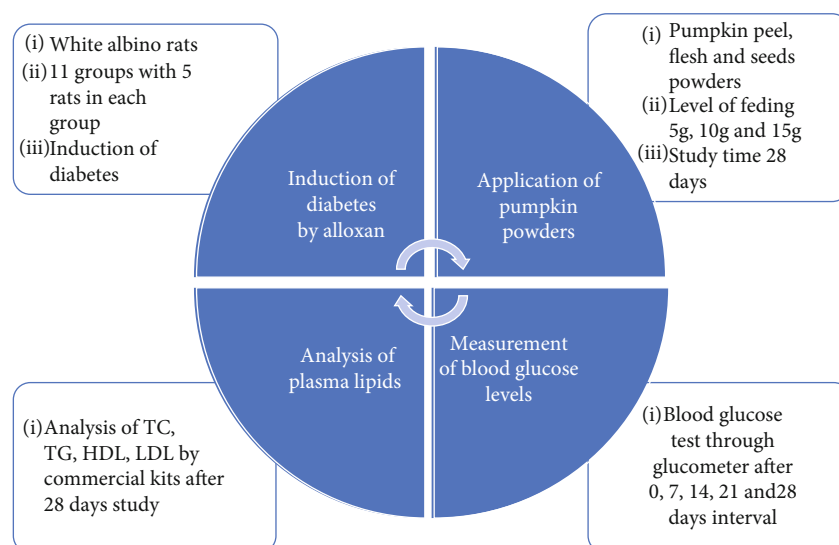 (i) White albino rats
(ii) 11 groups with 5
rats in each
group
(iii) Induction of
diabetes
(i) Pumpkin peel,
flesh and seeds
powders
(ii) Level of feding
5g, 10g and 15g
(iii) Study time 28
days
Induction of
diabetes
by alloxan
Application of
pumpkin
powders
Analysis of
plasma lipids
Measurement
of blood glucose
levels
(i) Analysis of TC,
TG, HDL, LDL by
commercial kits after
28 days study
(i) Blood glucose
test through
glucometer after
0, 7, 14, 21 and28
days interval